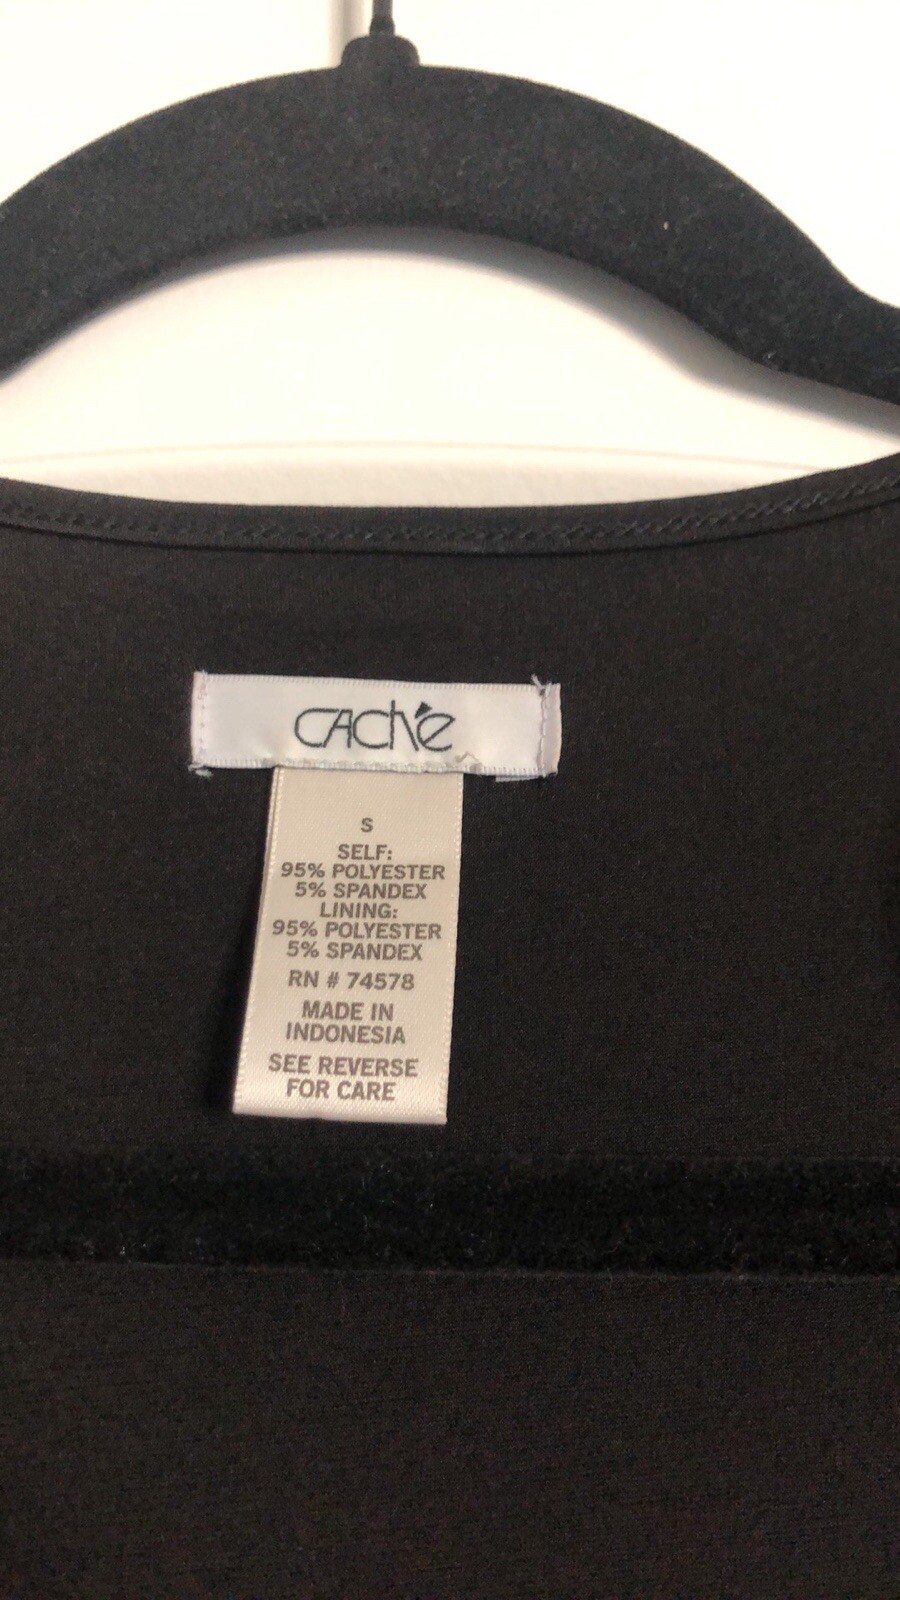 caché
S
SELF:
95% POLYESTER
5% SPANDEX
LINING:
95% POLYESTER
5% SPANDEX
RN # 74578
MADE IN
INDONESIA
SEE REVERSE
FOR CARE